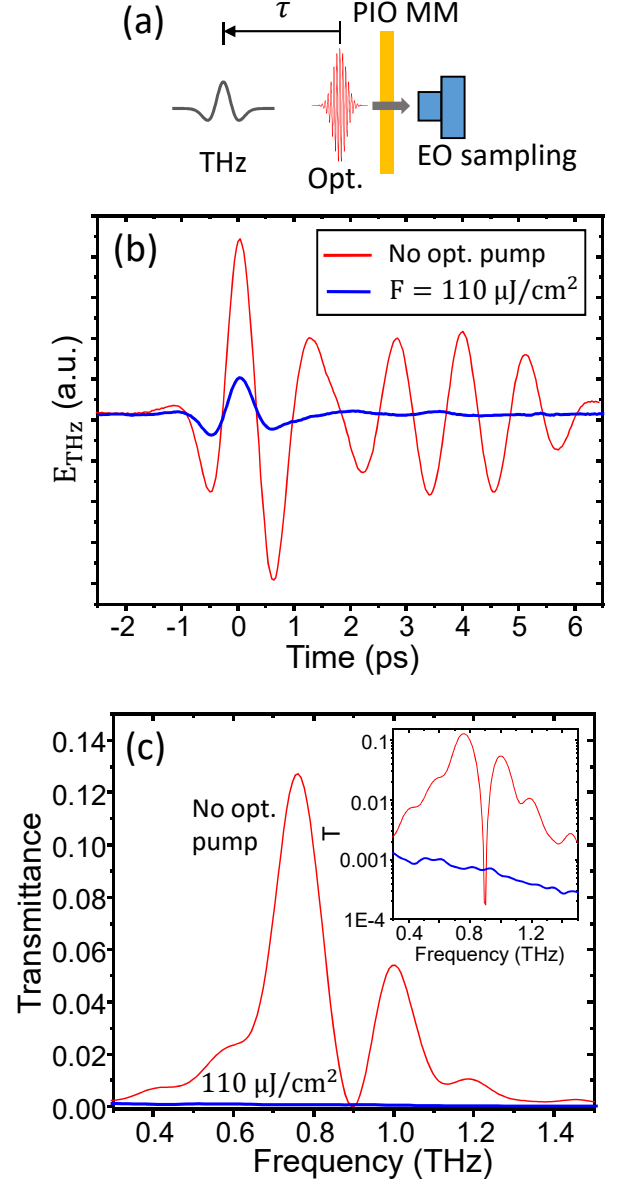 (a)
τ
PIO MM
THz
Opt.
EO sampling
(b)
No opt. pump
F = 110 μJ/cm²
E_THz (a.u.)
-2 -1 0 1 2 3 4 5 6
Time (ps)
(c)
0.14
0.12
0.10
0.08
0.06
0.04
0.02
0.00
Transmittance
No opt.
pump
110 μJ/cm²
0.4 0.6 0.8 1.0 1.2 1.4
Frequency (THz)
0.1
0.01
0.001
1E-4
T
0.4 0.8 1.2
Frequency (THz)